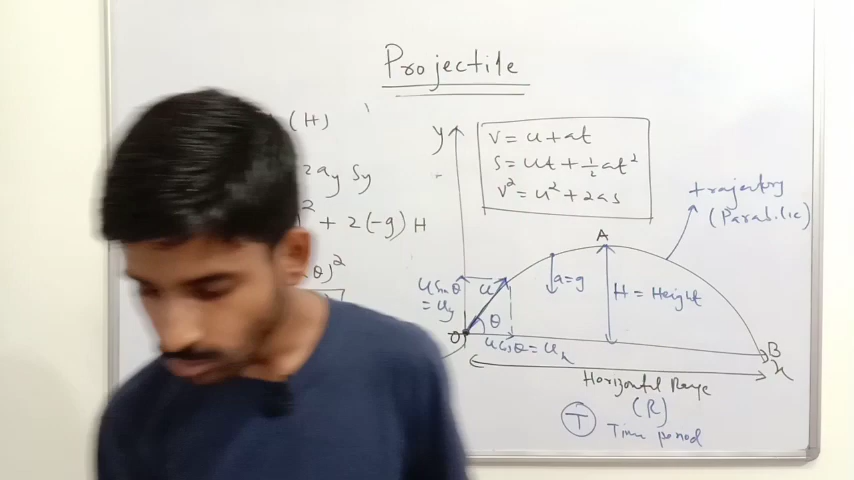 Projectile
(H)
2ay Sy
2 + 2(-g) H
θ)²
y
v = u + at
s = ut + ½at²
v² = u² + 2as
trajectory
(Parabolic)
A
u sinθ
= uy
u
a=g
H = Height
θ
O
u cosθ = ux
B
x
Horizontal Range
(R)
T
Time period